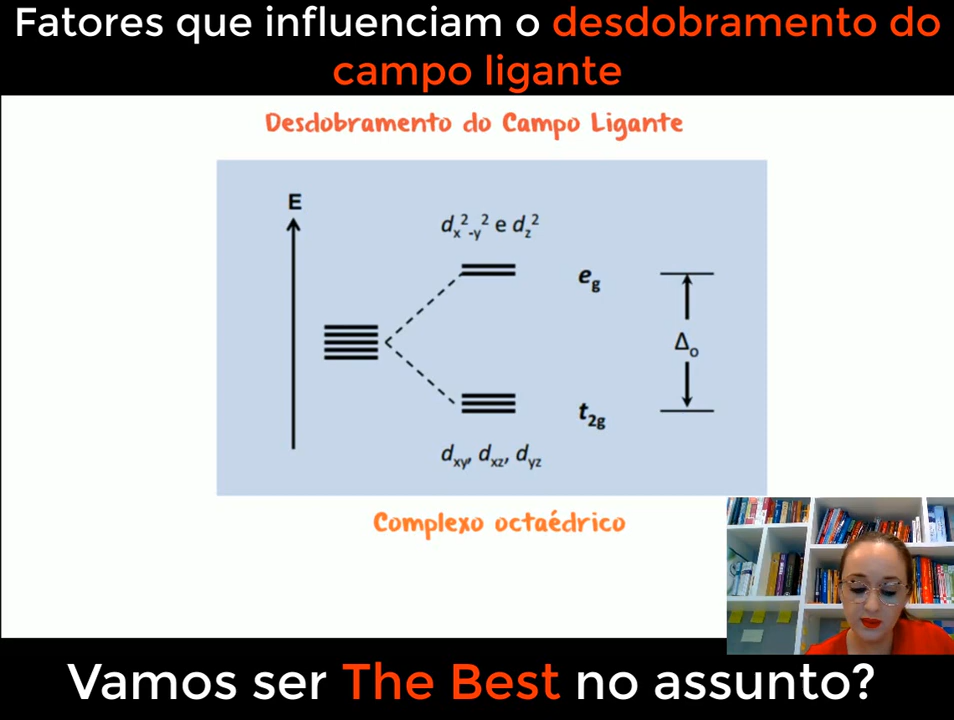 Fatores que influenciam o desdobramento do
campo ligante
Desdobramento do Campo Ligante
E
dx²-y² e dz²
eg
Δo
t2g
dxy, dxz, dyz
Complexo octaédrico
Vamos ser The Best no assunto?